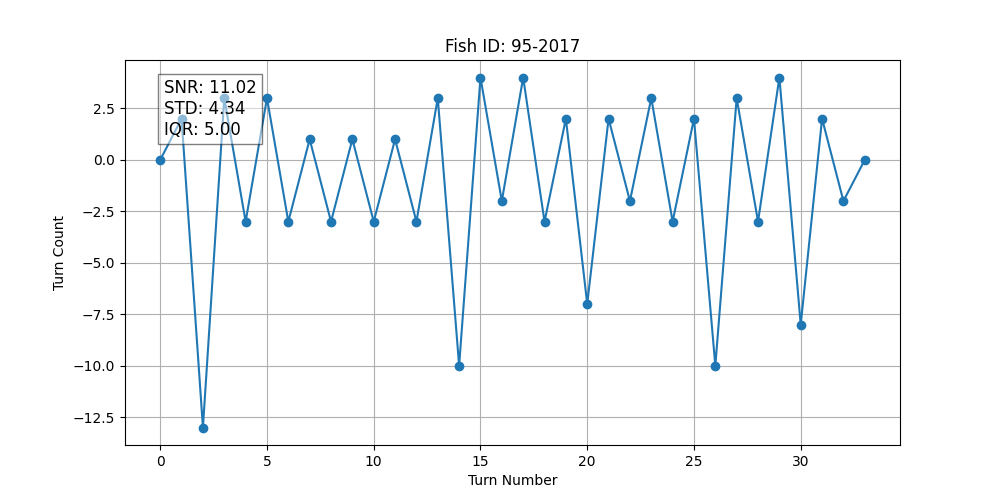 Fish ID: 95-2017
SNR: 11.02
STD: 4.34
IQR: 5.00
2.5
0.0
−2.5
−5.0
−7.5
−10.0
−12.5
Turn Count
0 5 10 15 20 25 30
Turn Number